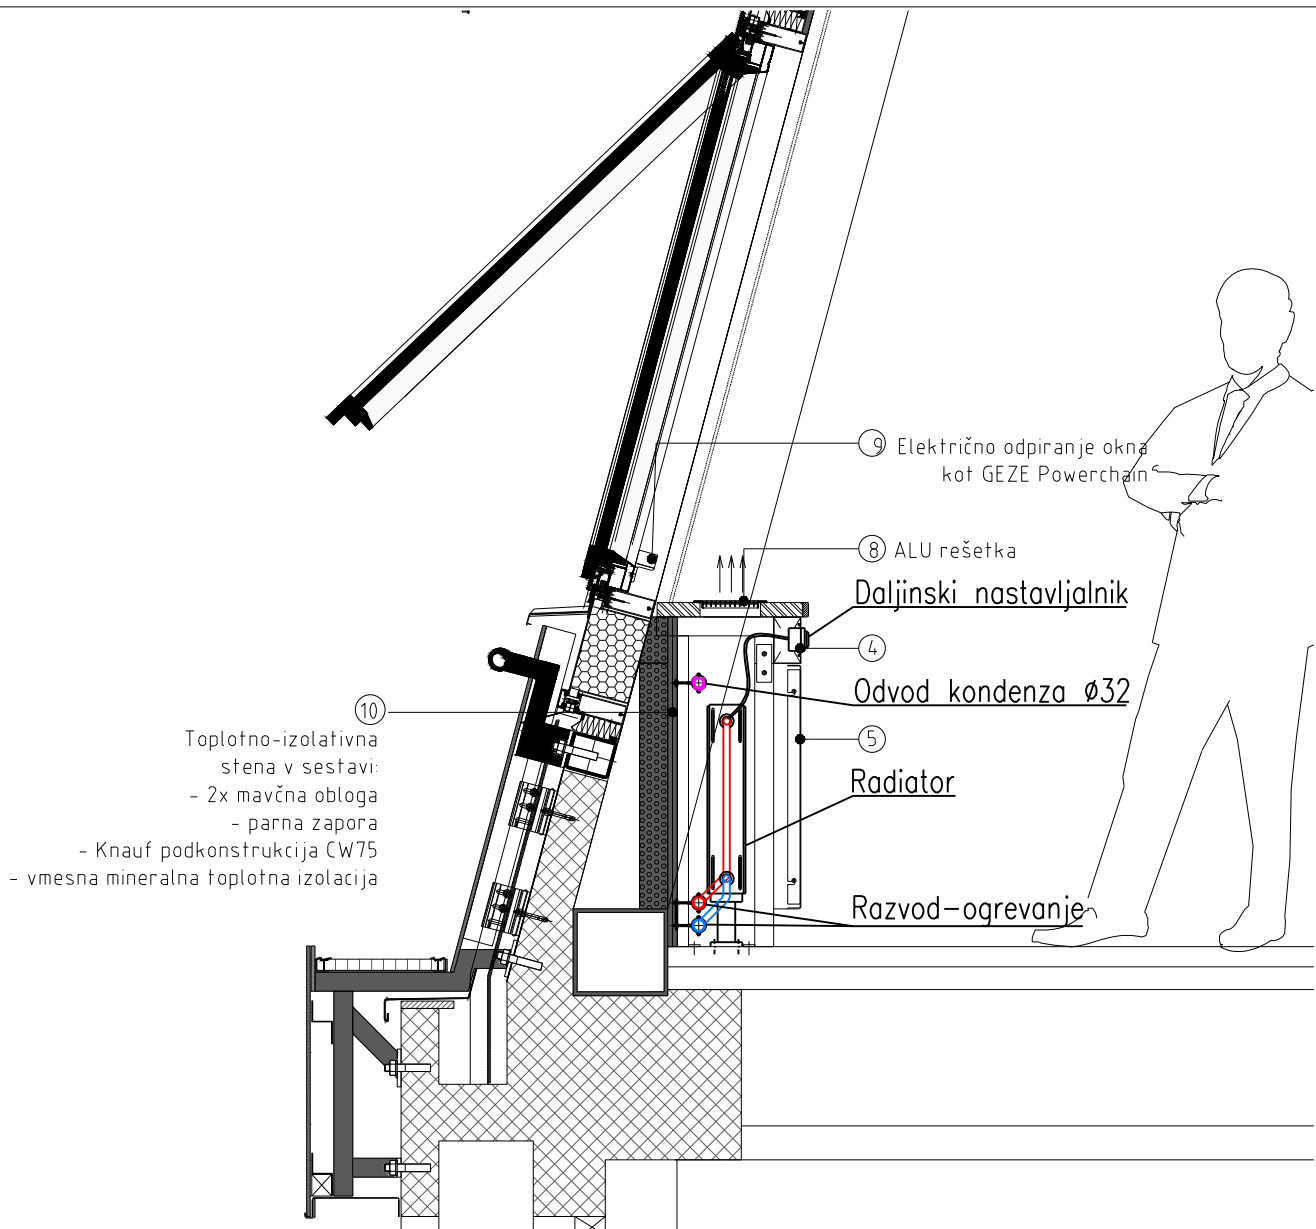 9 Električno odpiranje okna
kot GEZE Powerchain
8 ALU rešetka
Daljinski nastavljalnik
4
Odvod kondenza ø32
10
Toplotno-izolativna
stena v sestavi:
- 2x mavčna obloga
- parna zapora
- Knauf podkonstrukcija CW75
- vmesna mineralna toplotna izolacija
5
Radiator
Razvod-ogrevanje